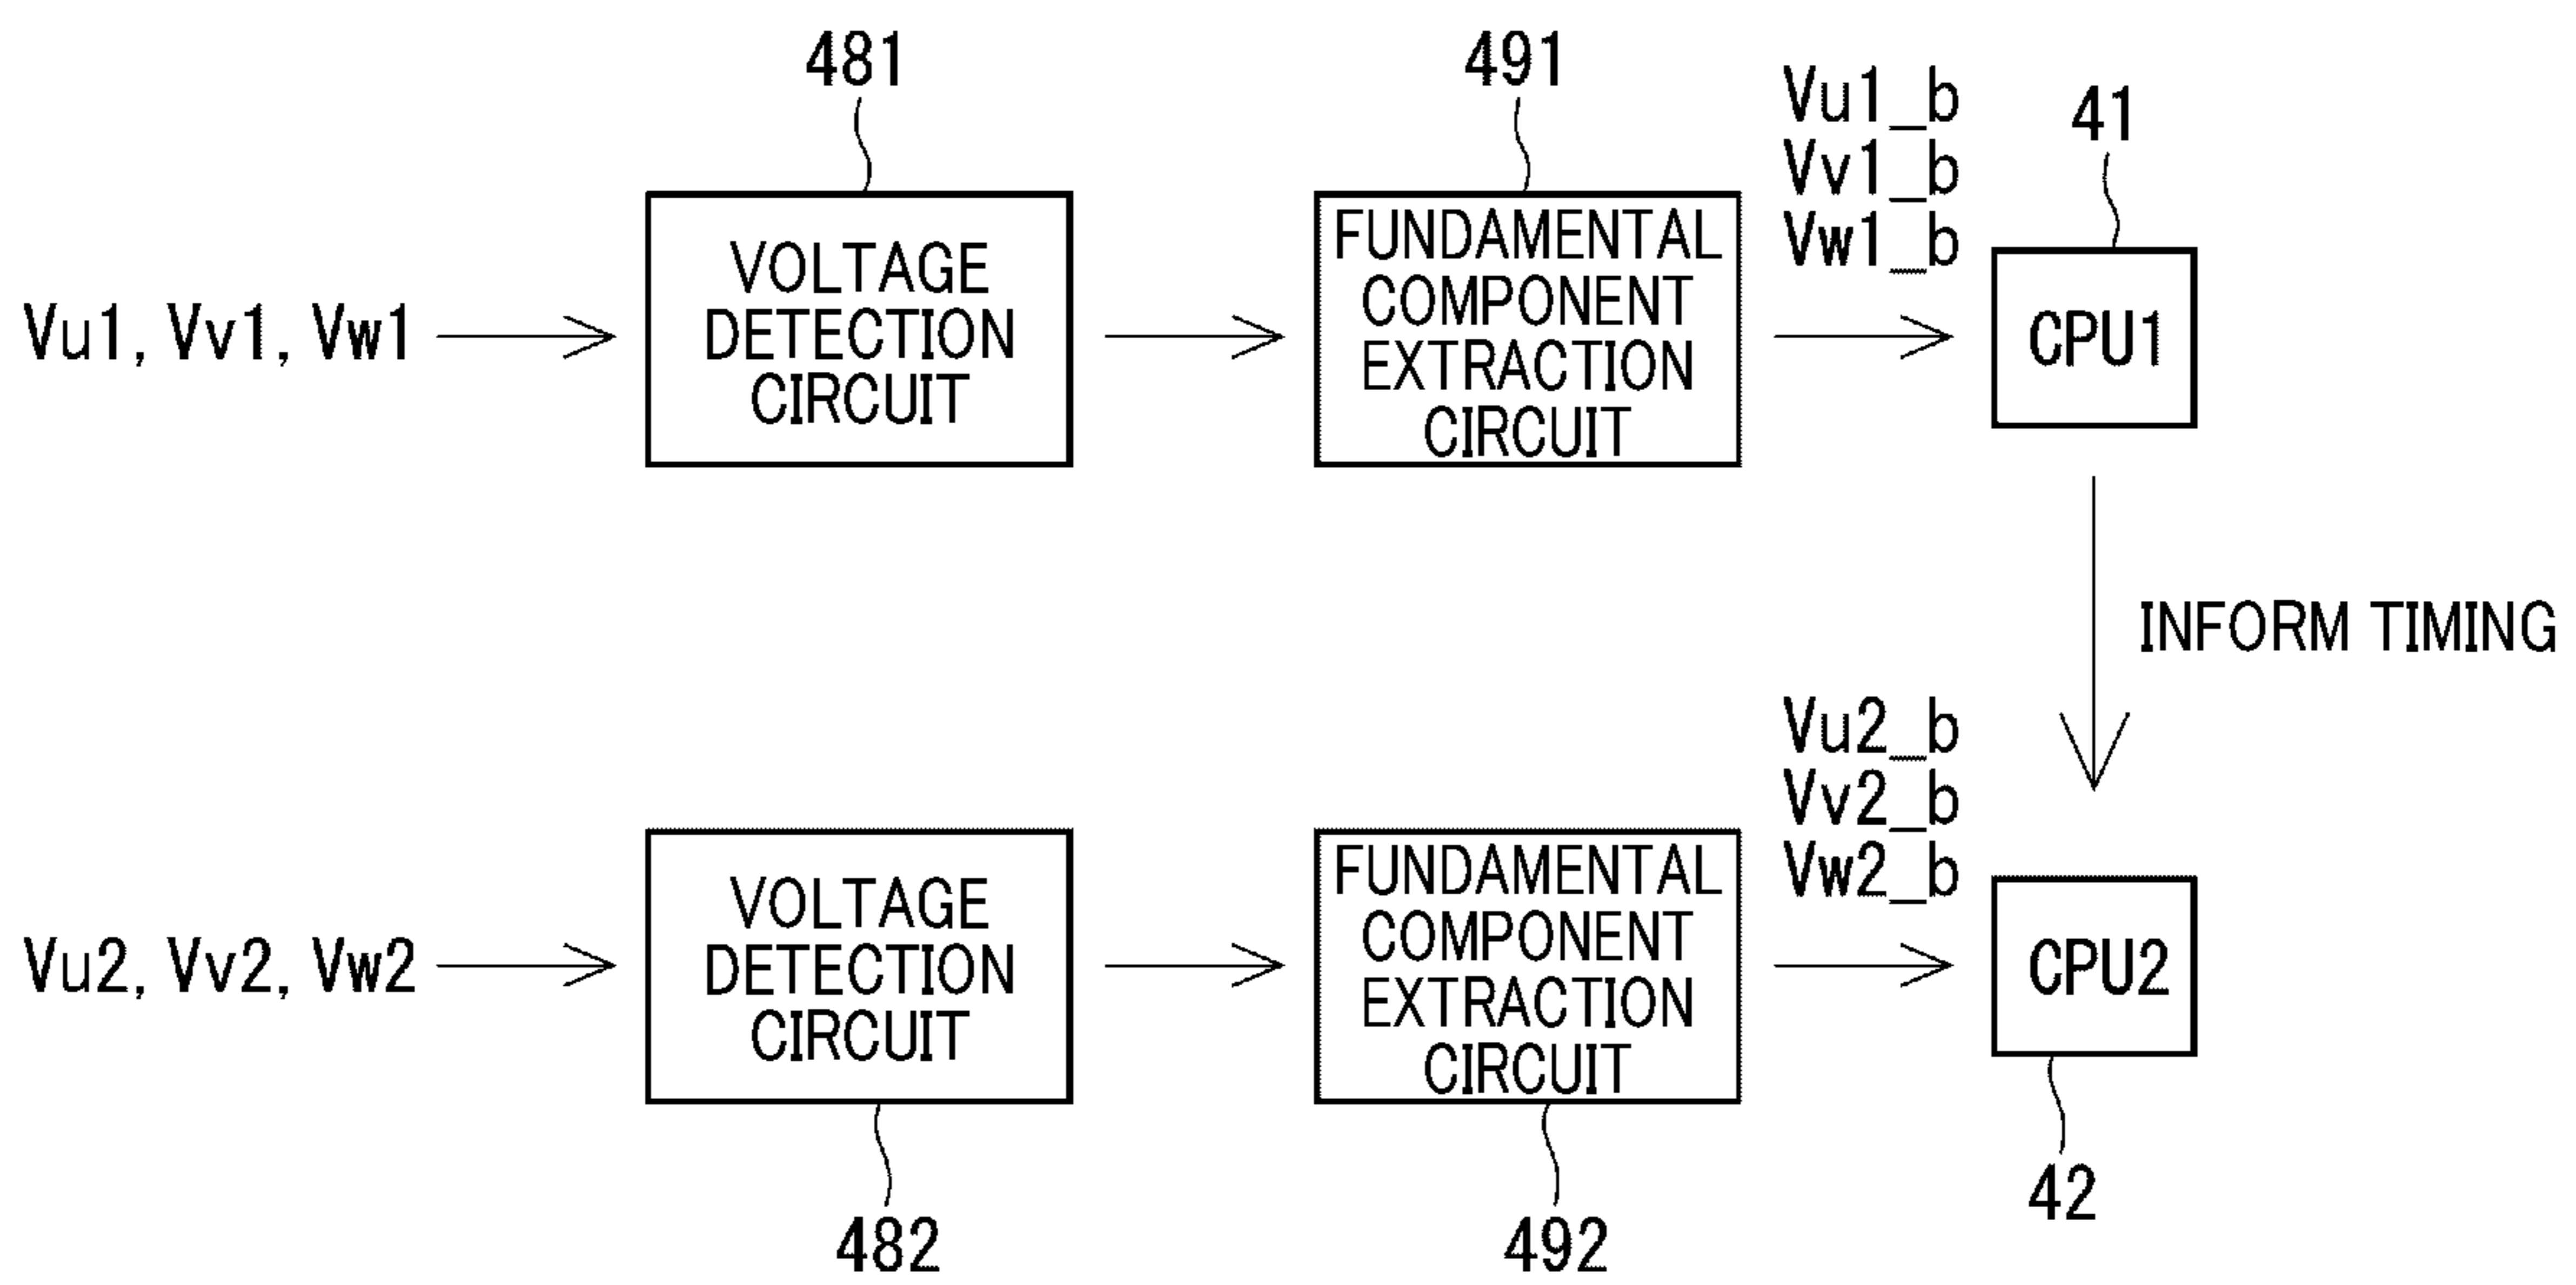 481
491
Vu1_b
Vv1_b
Vw1_b
41
Vu1, Vv1, Vw1
VOLTAGE
DETECTION
CIRCUIT
FUNDAMENTAL
COMPONENT
EXTRACTION
CIRCUIT
CPU1
INFORM TIMING
Vu2_b
Vv2_b
Vw2_b
Vu2, Vv2, Vw2
VOLTAGE
DETECTION
CIRCUIT
FUNDAMENTAL
COMPONENT
EXTRACTION
CIRCUIT
CPU2
482
492
42